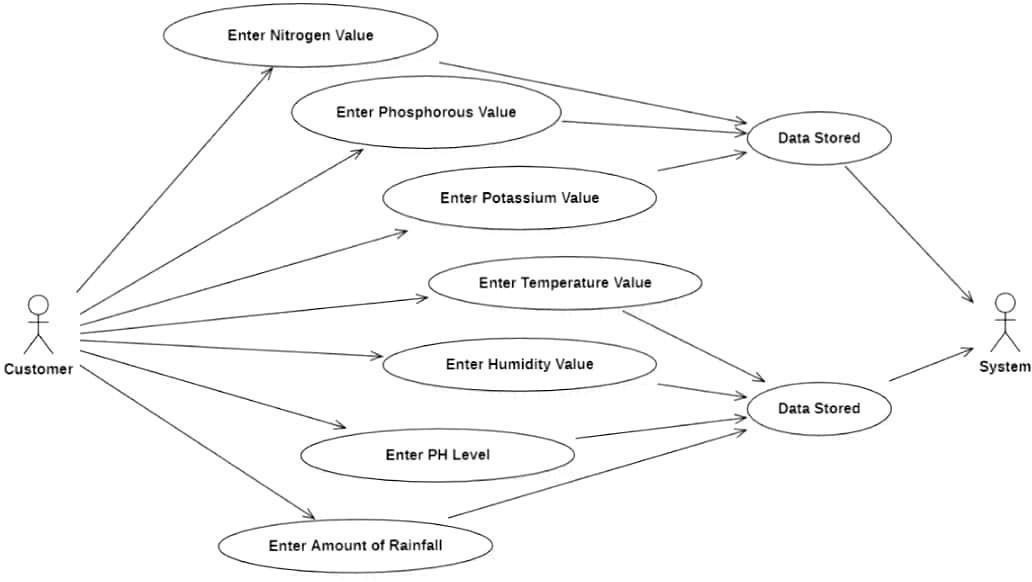 Enter Nitrogen Value
Enter Phosphorous Value
Data Stored
Enter Potassium Value
Enter Temperature Value
Customer
System
Enter Humidity Value
Data Stored
Enter PH Level
Enter Amount of Rainfall